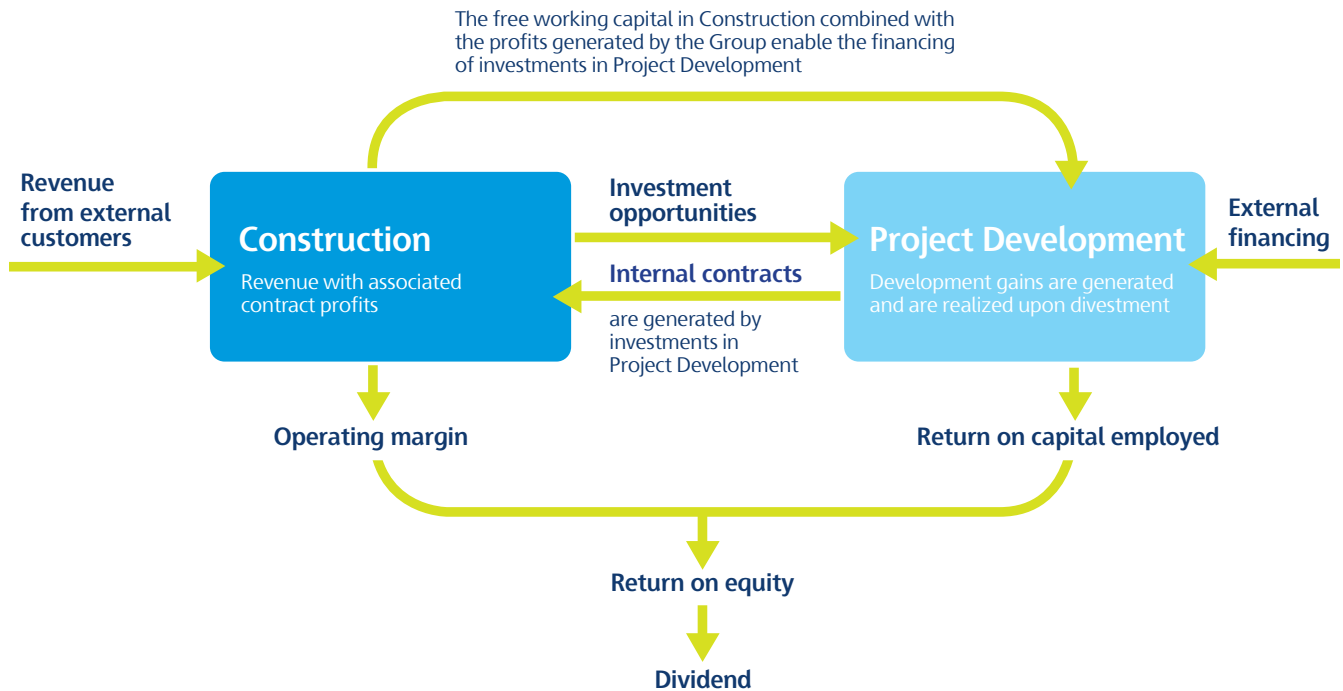 The free working capital in Construction combined with
the profits generated by the Group enable the financing
of investments in Project Development
Revenue
from external
customers
Construction
Revenue with associated
contract profits
Investment
opportunities
Internal contracts
are generated by
investments in
Project Development
Project Development
Development gains are generated
and are realized upon divestment
External
financing
Operating margin
Return on capital employed
Return on equity
Dividend